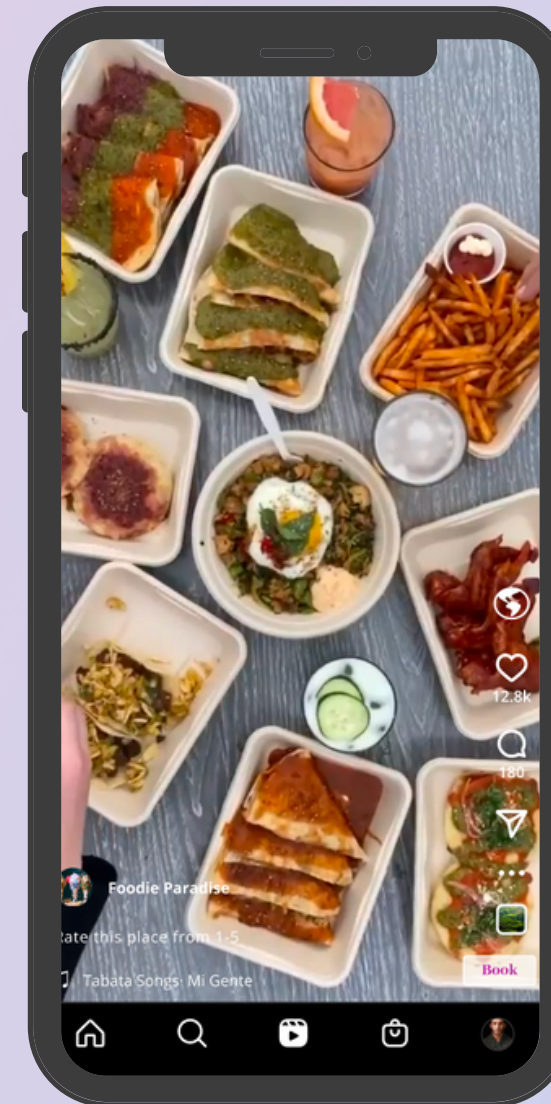 12.8k
180
Foodie Paradise
Rate this place from 1-5
Tabata Songs· Mi Gente
Book